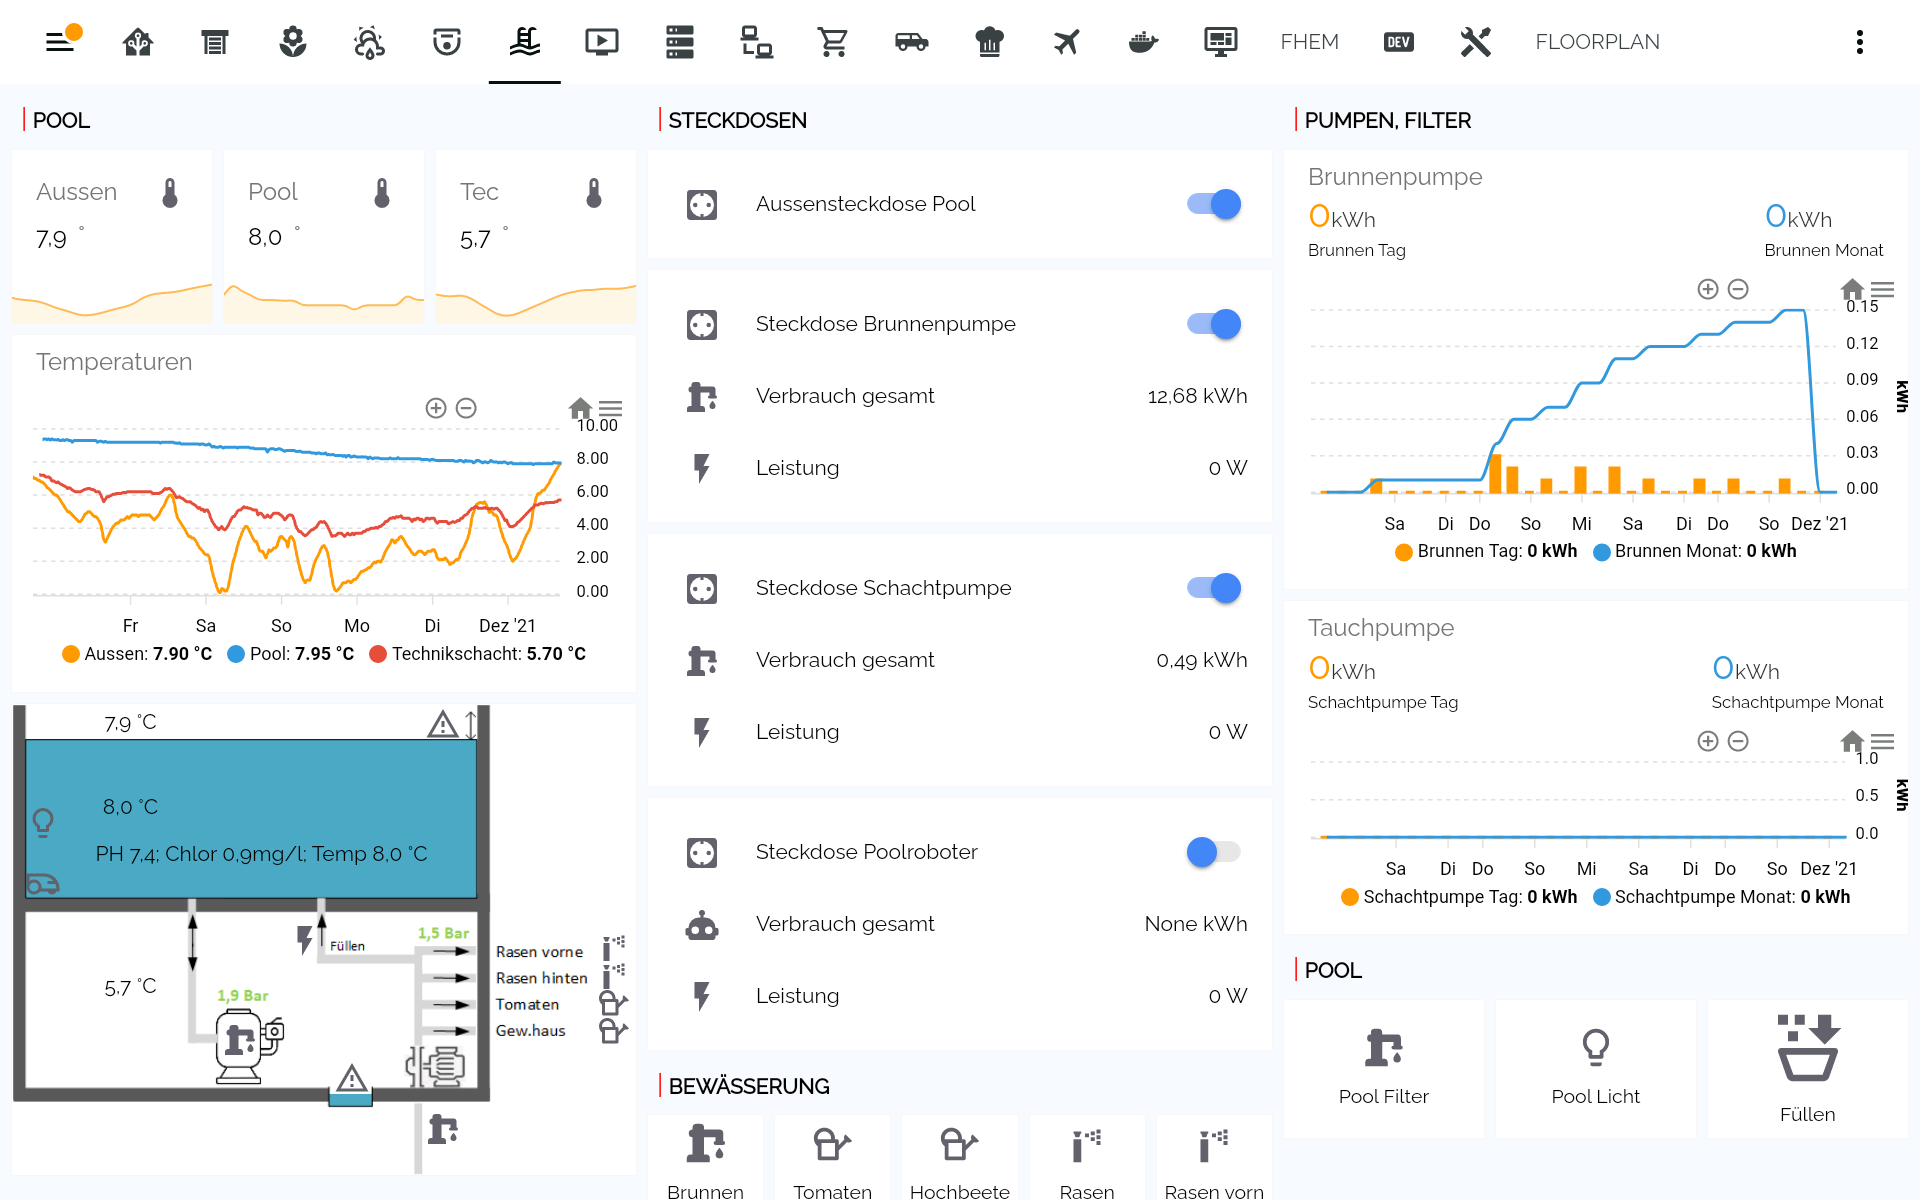 DEV
FHEM
FLOORPLAN
POOL
Aussen
7,9 °
Pool
8,0 °
Tec
5,7 °
Temperaturen
10.00
8.00
6.00
4.00
2.00
0.00
Fr Sa So Mo Di Dez '21
Aussen: 7.90 °C Pool: 7.95 °C Technikschacht: 5.70 °C
7,9 °C
8,0 °C
PH 7,4; Chlor 0,9mg/l; Temp 8,0 °C
Füllen
1,5 Bar
Rasen vorne
Rasen hinten
Tomaten
Gew.haus
5,7 °C
1,9 Bar
STECKDOSEN
Aussensteckdose Pool
Steckdose Brunnenpumpe
Verbrauch gesamt 12,68 kWh
Leistung 0 W
Steckdose Schachtpumpe
Verbrauch gesamt 0,49 kWh
Leistung 0 W
Steckdose Poolroboter
Verbrauch gesamt None kWh
Leistung 0 W
BEWÄSSERUNG
Brunnen
Tomaten
Hochbeete
Rasen
Rasen vorn
PUMPEN, FILTER
Brunnenpumpe
0kWh
Brunnen Tag
0kWh
Brunnen Monat
0.15
0.12
0.09
0.06
0.03
0.00
kWh
Sa Di Do So Mi Sa Di Do So Dez '21
Brunnen Tag: 0 kWh Brunnen Monat: 0 kWh
Tauchpumpe
0kWh
Schachtpumpe Tag
0kWh
Schachtpumpe Monat
1.0
0.5
0.0
kWh
Sa Di Do So Mi Sa Di Do So Dez '21
Schachtpumpe Tag: 0 kWh Schachtpumpe Monat: 0 kWh
POOL
Pool Filter
Pool Licht
Füllen